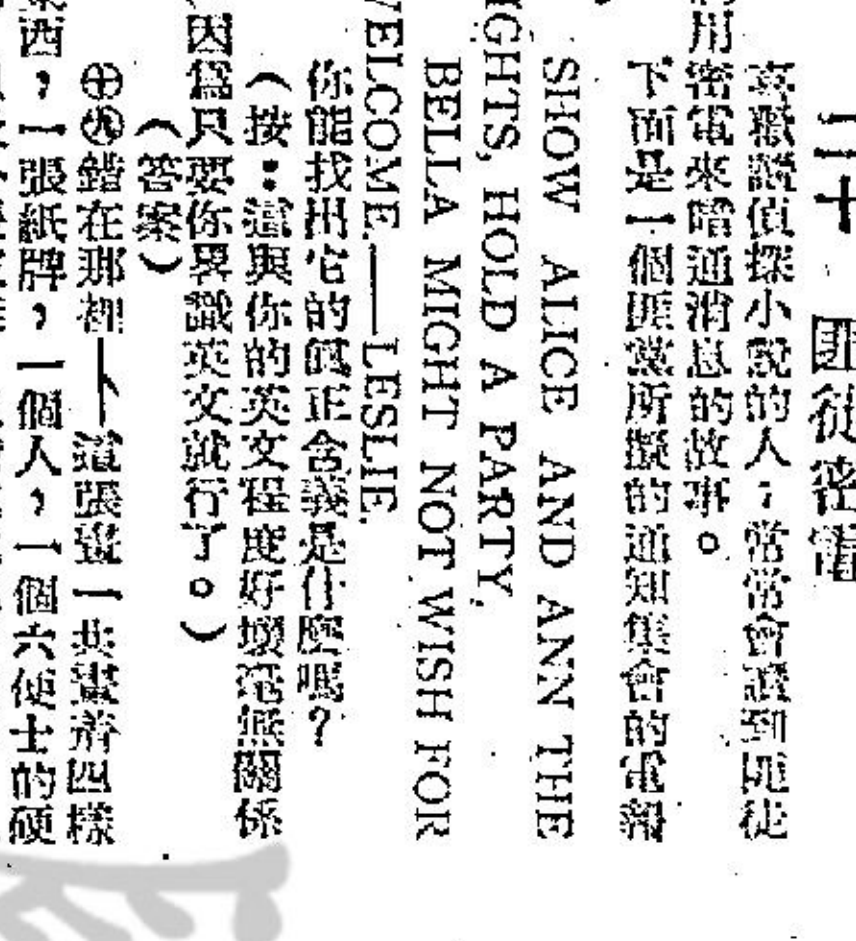 二十 匪徒密電
喜歡讀偵探小說的人,常常會讀到匪徒
用密電來暗通消息的故事。
下面是一個匪黨所擬的通知集會的電報
SHOW ALICE AND ANN THE
IGHTS, HOLD A PARTY,
BELLA MIGHT NOT WISH FOR
WELCOME.——LESLIE.
你能找出它的眞正含義是什麼嗎?
(按:這與你的英文程度好壞毫無關係
、因爲只要你畧識英文就行了。)
(答案)
⊕㊈錯在那裡——這張畫一共畫着四樣
西,一張紙牌,一個人,一個六便士的硬